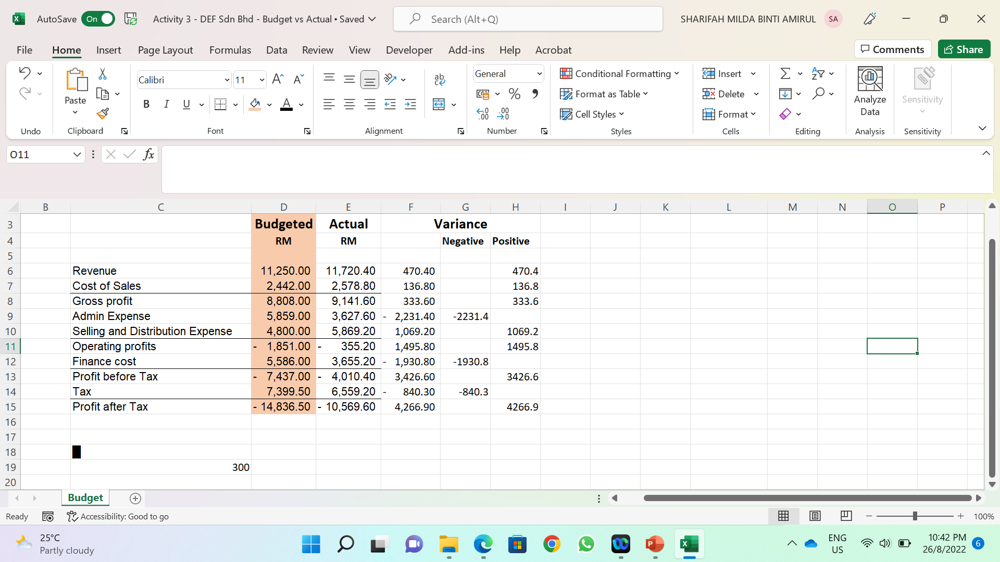 AutoSave On Activity 3 - DEF Sdn Bhd - Budget vs Actual • Saved Search (Alt+Q) SHARIFAH MILDA BINTI AMIRUL SA
File Home Insert Page Layout Formulas Data Review View Developer Add-ins Help Acrobat Comments Share
Calibri 11 General Conditional Formatting Insert
Paste Format as Table Delete Analyze Data Sensitivity
B I U A Cell Styles Format
Undo Clipboard Font Alignment Number Styles Cells Editing Analysis Sensitivity
O11 fx
B C D E F G H I J K L M N O P
3 Budgeted Actual Variance
4 RM RM Negative Positive
5
6 Revenue 11,250.00 11,720.40 470.40 470.4
7 Cost of Sales 2,442.00 2,578.80 136.80 136.8
8 Gross profit 8,808.00 9,141.60 333.60 333.6
9 Admin Expense 5,859.00 3,627.60 - 2,231.40 -2231.4
10 Selling and Distribution Expense 4,800.00 5,869.20 1,069.20 1069.2
11 Operating profits - 1,851.00 - 355.20 1,495.80 1495.8
12 Finance cost 5,586.00 3,655.20 - 1,930.80 -1930.8
13 Profit before Tax - 7,437.00 - 4,010.40 3,426.60 3426.6
14 Tax 7,399.50 6,559.20 - 840.30 -840.3
15 Profit after Tax - 14,836.50 - 10,569.60 4,266.90 4266.9
16
17
18
19 300
20
Budget
Ready Accessibility: Good to go 100%
25°C ENG 10:42 PM
Partly cloudy US 26/8/2022 6